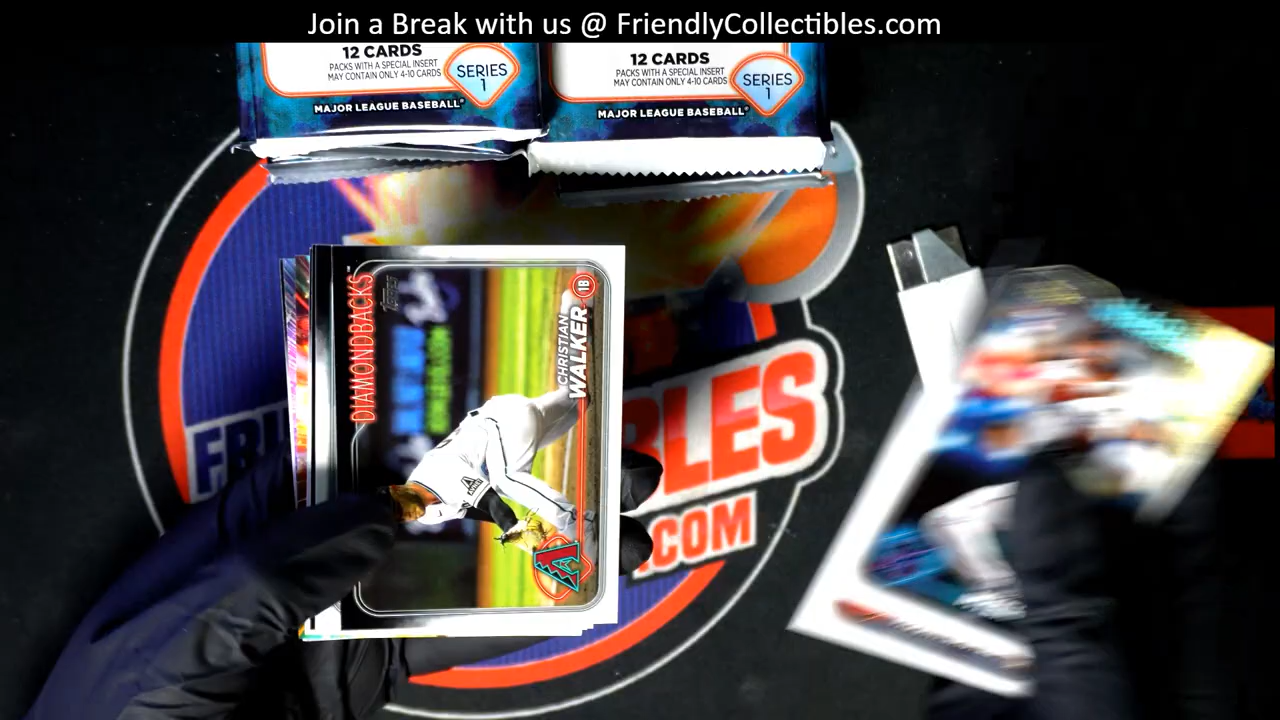 Join a Break with us @ FriendlyCollectibles.com
12 CARDS
PACKS WITH A SPECIAL INSERT
MAY CONTAIN ONLY 4-10 CARDS
SERIES
1
MAJOR LEAGUE BASEBALL®
12 CARDS
PACKS WITH A SPECIAL INSERT
MAY CONTAIN ONLY 4-10 CARDS
SERIES
1
MAJOR LEAGUE BASEBALL®
DIAMONDBACKS™
Topps
CHRISTIAN
WALKER
1B
A
FRI
BLES
.COM